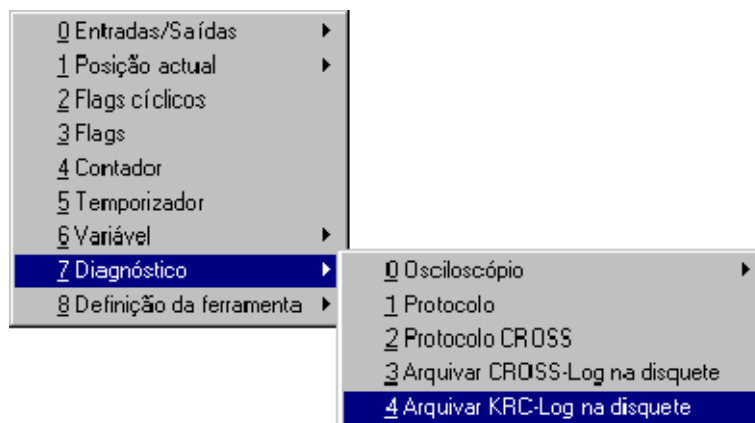 0 Entradas/Saídas
1 Posição actual
2 Flags cíclicos
3 Flags
4 Contador
5 Temporizador
6 Variável
7 Diagnóstico
8 Definição da ferramenta
0 Osciloscópio
1 Protocolo
2 Protocolo CROSS
3 Arquivar CROSS-Log na disquete
4 Arquivar KRC-Log na disquete